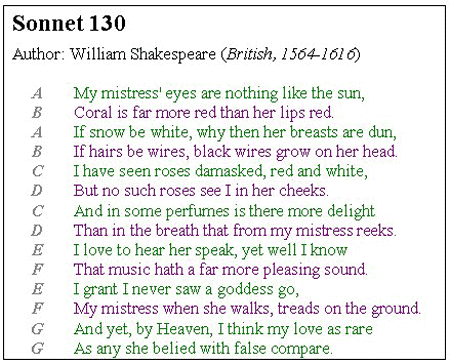 Sonnet 130
Author: William Shakespeare (British, 1564-1616)
A My mistress' eyes are nothing like the sun,
B Coral is far more red than her lips red.
A If snow be white, why then her breasts are dun,
B If hairs be wires, black wires grow on her head.
C I have seen roses damasked, red and white,
D But no such roses see I in her cheeks.
C And in some perfumes is there more delight
D Than in the breath that from my mistress reeks.
E I love to hear her speak, yet well I know
F That music hath a far more pleasing sound.
E I grant I never saw a goddess go,
F My mistress when she walks, treads on the ground.
G And yet, by Heaven, I think my love as rare
G As any she belied with false compare.